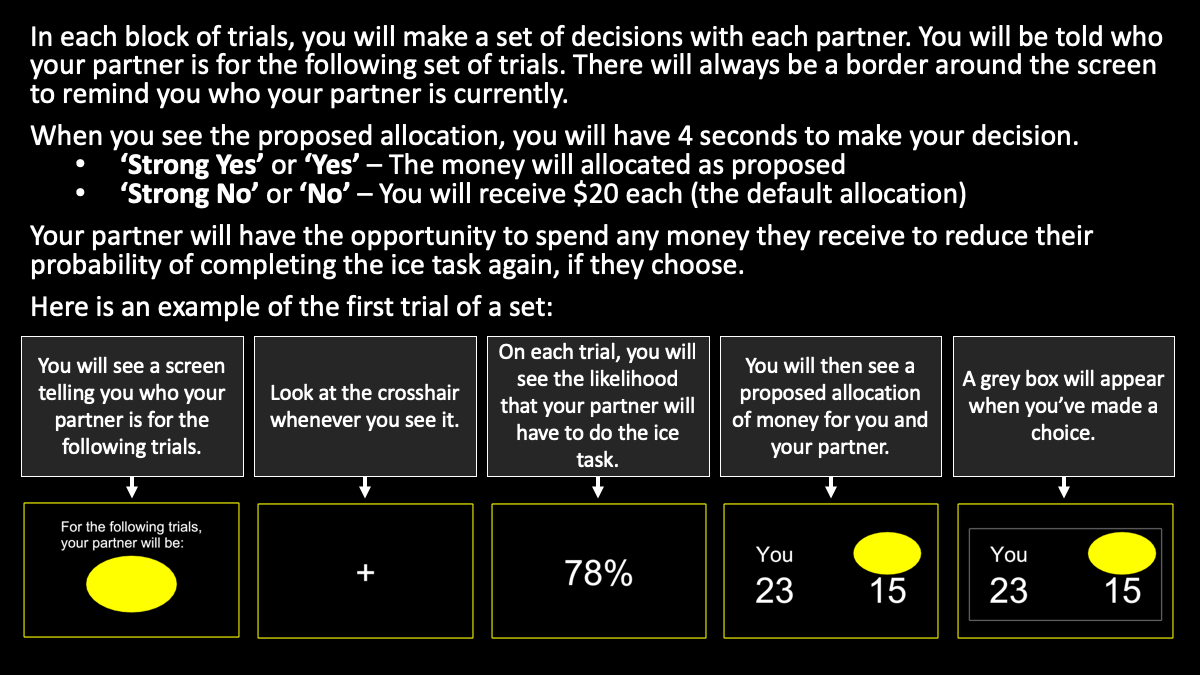 In each block of trials, you will make a set of decisions with each partner. You will be told who
your partner is for the following set of trials. There will always be a border around the screen
to remind you who your partner is currently.
When you see the proposed allocation, you will have 4 seconds to make your decision.
• ‘Strong Yes’ or ‘Yes’ – The money will allocated as proposed
• ‘Strong No’ or ‘No’ – You will receive $20 each (the default allocation)
Your partner will have the opportunity to spend any money they receive to reduce their
probability of completing the ice task again, if they choose.
Here is an example of the first trial of a set:
You will see a screen
telling you who your
partner is for the
following trials.
Look at the crosshair
whenever you see it.
On each trial, you will
see the likelihood
that your partner will
have to do the ice
task.
You will then see a
proposed allocation
of money for you and
your partner.
A grey box will appear
when you’ve made a
choice.
For the following trials,
your partner will be:
+
78%
You
23 15
You
23 15